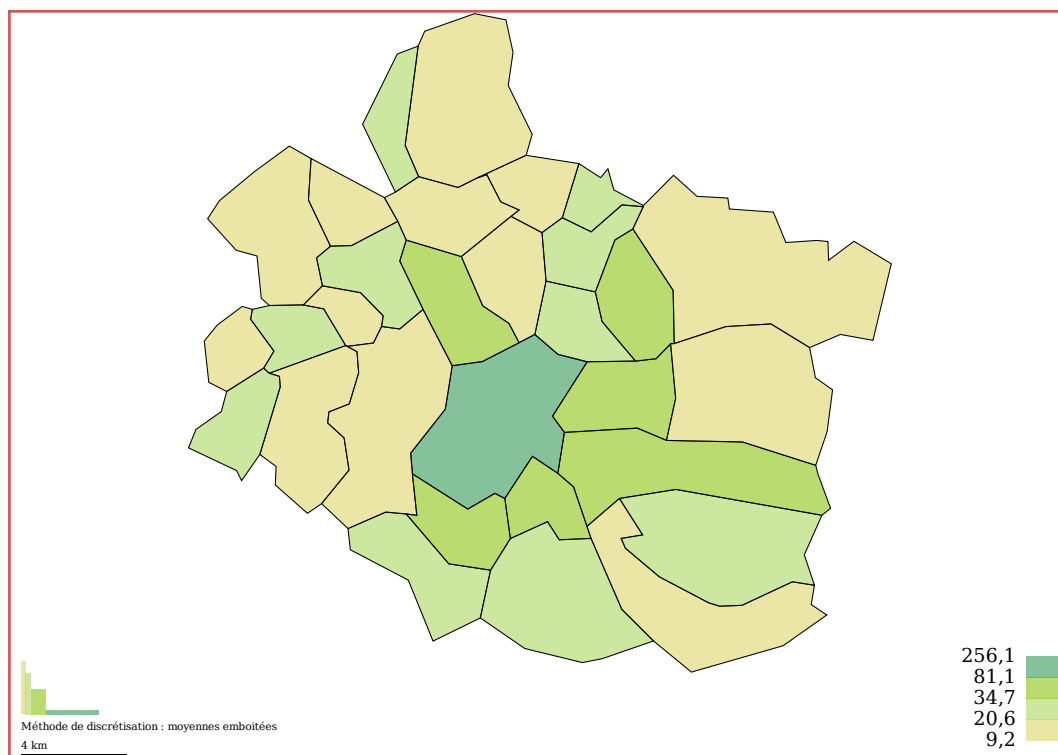 256,1
81,1
34,7
20,6
9,2
Méthode de discrétisation : moyennes emboitées
4 km